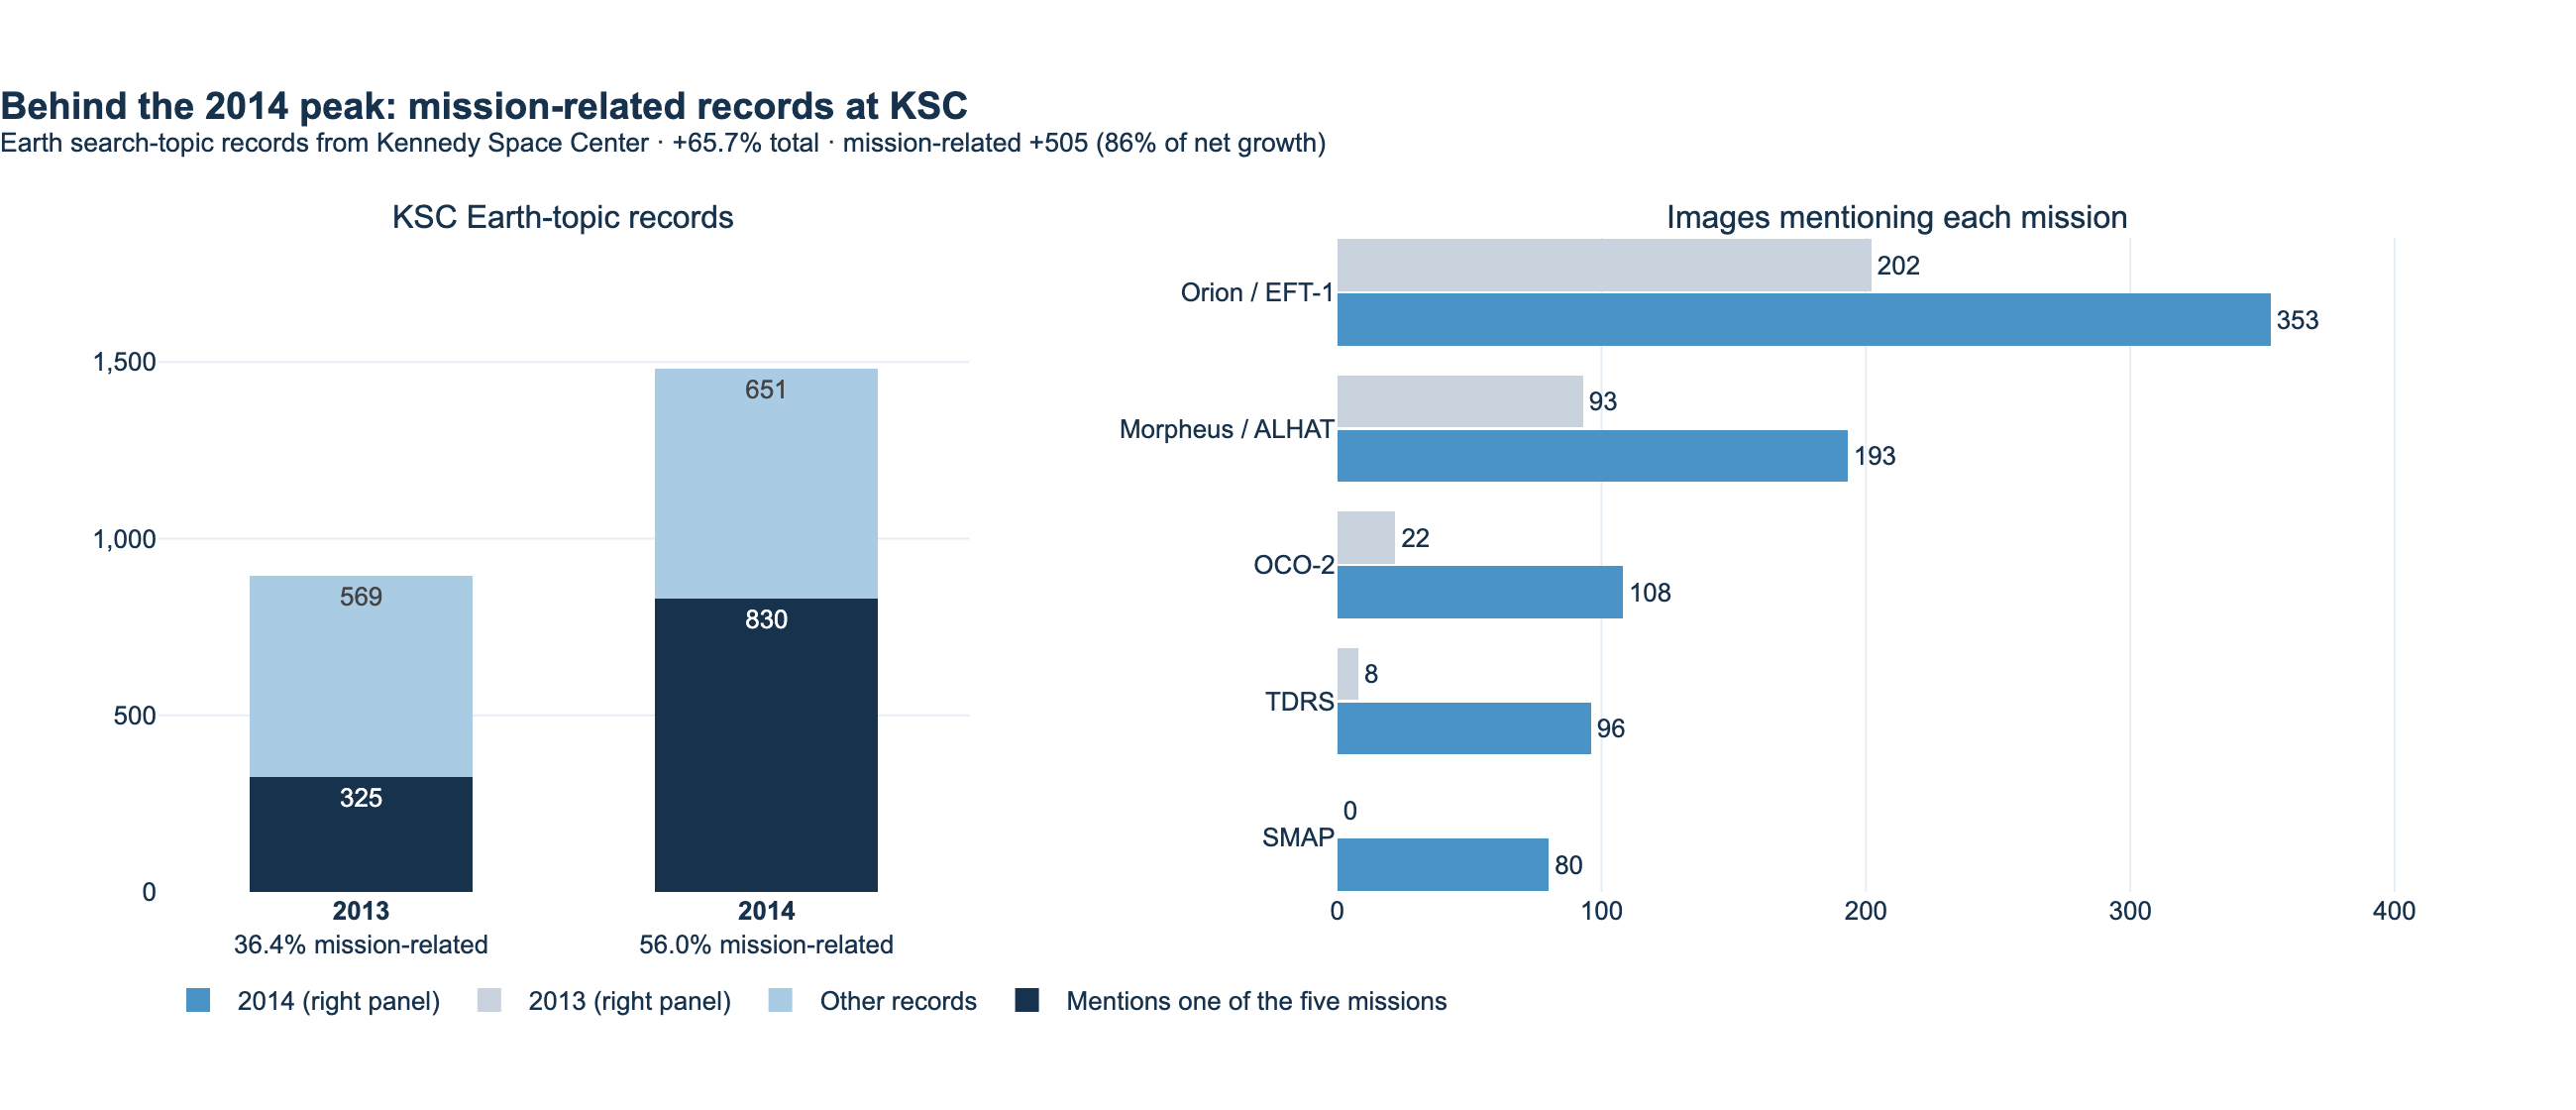 Behind the 2014 peak: mission-related records at KSC
Earth search-topic records from Kennedy Space Center · +65.7% total · mission-related +505 (86% of net growth)
KSC Earth-topic records
1,500
1,000
500
0
651
830
569
325
2013
36.4% mission-related
2014
56.0% mission-related
Images mentioning each mission
Orion / EFT-1
202
353
Morpheus / ALHAT
93
193
OCO-2
22
108
TDRS
8
96
SMAP
0
80
0
100
200
300
400
2014 (right panel)
2013 (right panel)
Other records
Mentions one of the five missions